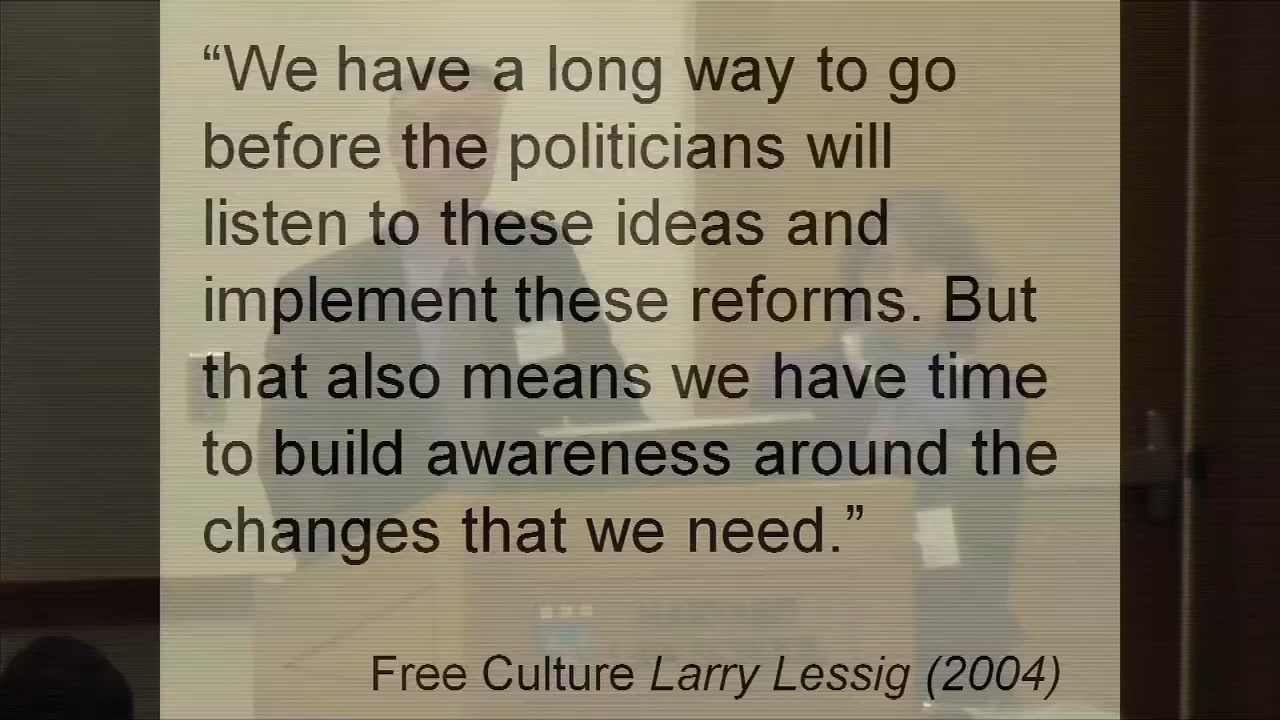 “We have a long way to go
before the politicians will
listen to these ideas and
implement these reforms. But
that also means we have time
to build awareness around the
changes that we need.”
Free Culture Larry Lessig (2004)